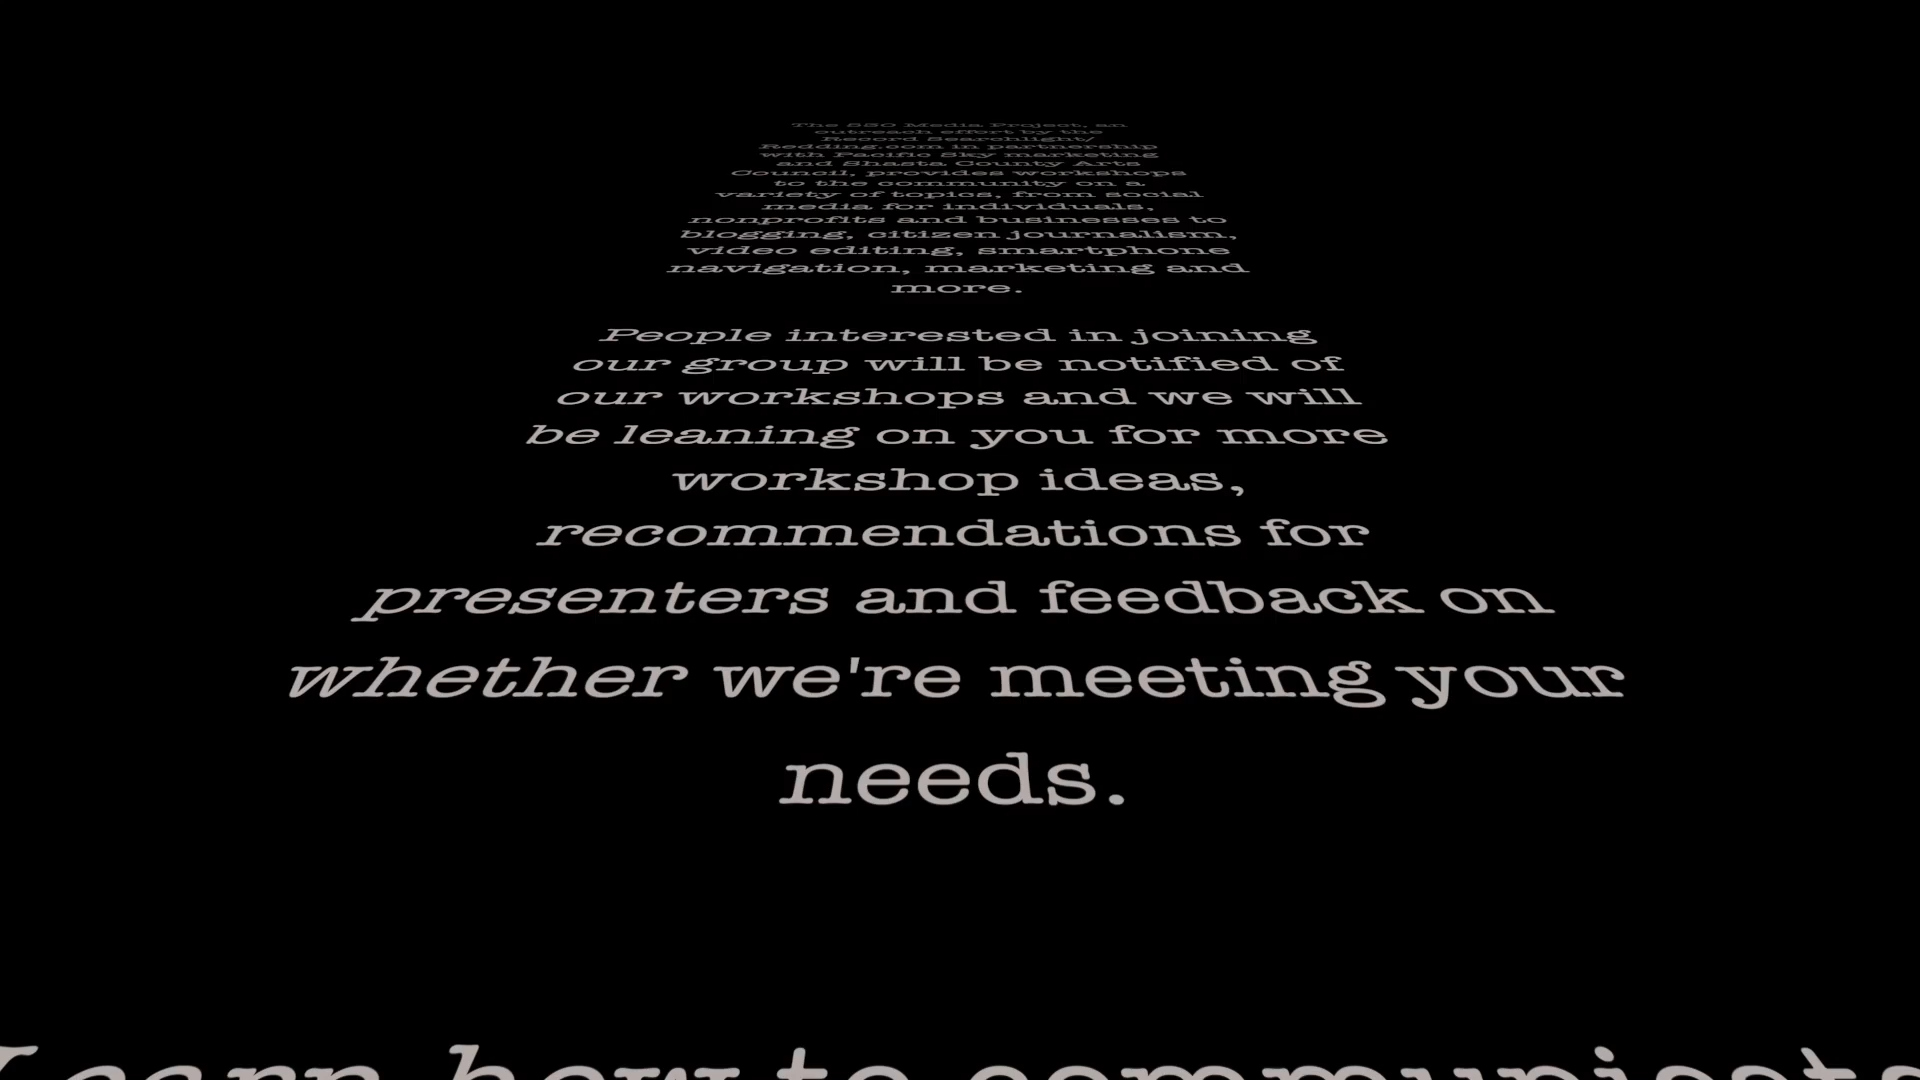 The 530 Media Project, an
outreach effort by the
Record Searchlight/
Redding.com in partnership
with Pacific Sky marketing
and Shasta County Arts
Council, provides workshops
to the community on a
variety of topics, from social
media for individuals,
nonprofits and businesses to
blogging, citizen journalism,
video editing, smartphone
navigation, marketing and
more.
People interested in joining
our group will be notified of
our workshops and we will
be leaning on you for more
workshop ideas,
recommendations for
presenters and feedback on
whether we're meeting your
needs.
Learn how to communicate